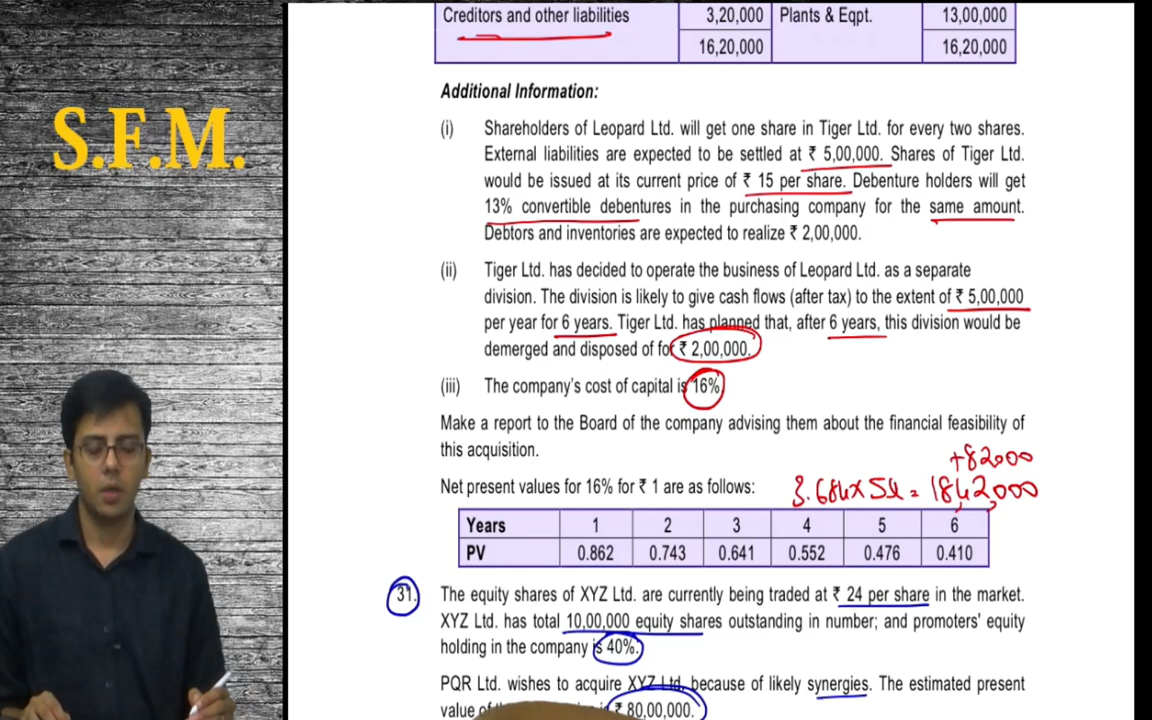 S.F.M.
Creditors and other liabilities 3,20,000 Plants & Eqpt. 13,00,000
16,20,000 16,20,000
Additional Information:
(i) Shareholders of Leopard Ltd. will get one share in Tiger Ltd. for every two shares.
External liabilities are expected to be settled at ₹ 5,00,000. Shares of Tiger Ltd.
would be issued at its current price of ₹ 15 per share. Debenture holders will get
13% convertible debentures in the purchasing company for the same amount.
Debtors and inventories are expected to realize ₹ 2,00,000.
(ii) Tiger Ltd. has decided to operate the business of Leopard Ltd. as a separate
division. The division is likely to give cash flows (after tax) to the extent of ₹ 5,00,000
per year for 6 years. Tiger Ltd. has planned that, after 6 years, this division would be
demerged and disposed of for ₹ 2,00,000.
(iii) The company's cost of capital is 16%
Make a report to the Board of the company advising them about the financial feasibility of
this acquisition.
+82000
Net present values for 16% for ₹ 1 are as follows: 3.684x5L = 18,42,000
Years 1 2 3 4 5 6
PV 0.862 0.743 0.641 0.552 0.476 0.410
31. The equity shares of XYZ Ltd. are currently being traded at ₹ 24 per share in the market.
XYZ Ltd. has total 10,00,000 equity shares outstanding in number; and promoters' equity
holding in the company is 40%.
PQR Ltd. wishes to acquire XYZ Ltd. because of likely synergies. The estimated present
value ₹ 80,00,000.